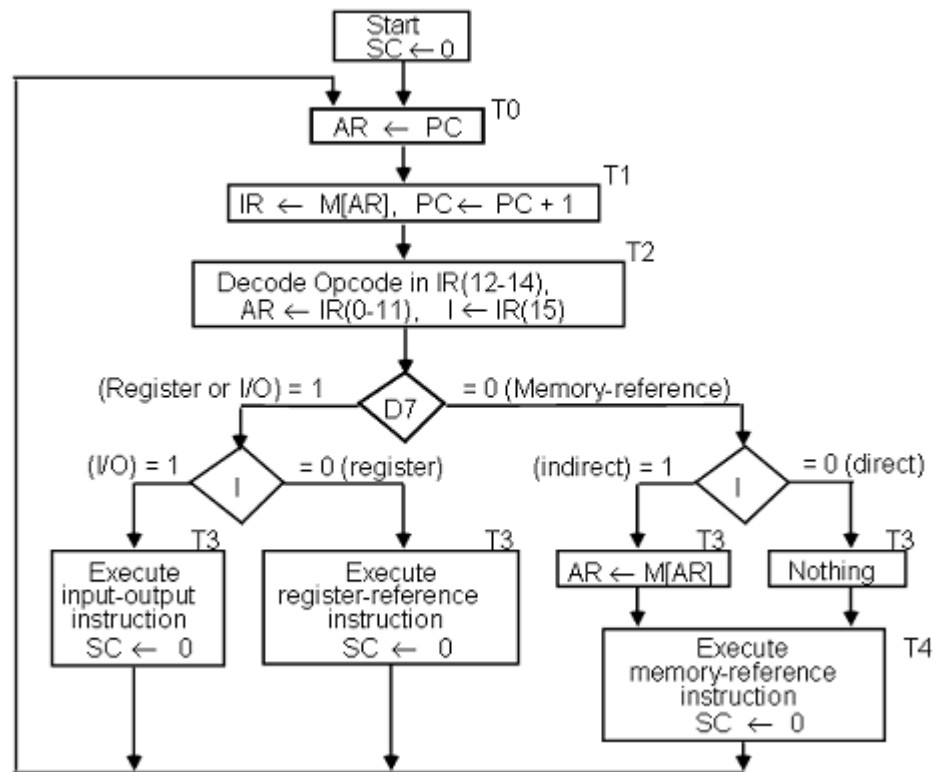 Start
SC ← 0
T0
AR ← PC
T1
IR ← M[AR], PC ← PC + 1
T2
Decode Opcode in IR(12-14),
AR ← IR(0-11), I ← IR(15)
(Register or I/O) = 1
= 0 (Memory-reference)
D7
(I/O) = 1
= 0 (register)
(indirect) = 1
= 0 (direct)
I
I
T3
T3
T3
T3
Execute
input-output
instruction
SC ← 0
Execute
register-reference
instruction
SC ← 0
AR ← M[AR]
Nothing
T4
Execute
memory-reference
instruction
SC ← 0